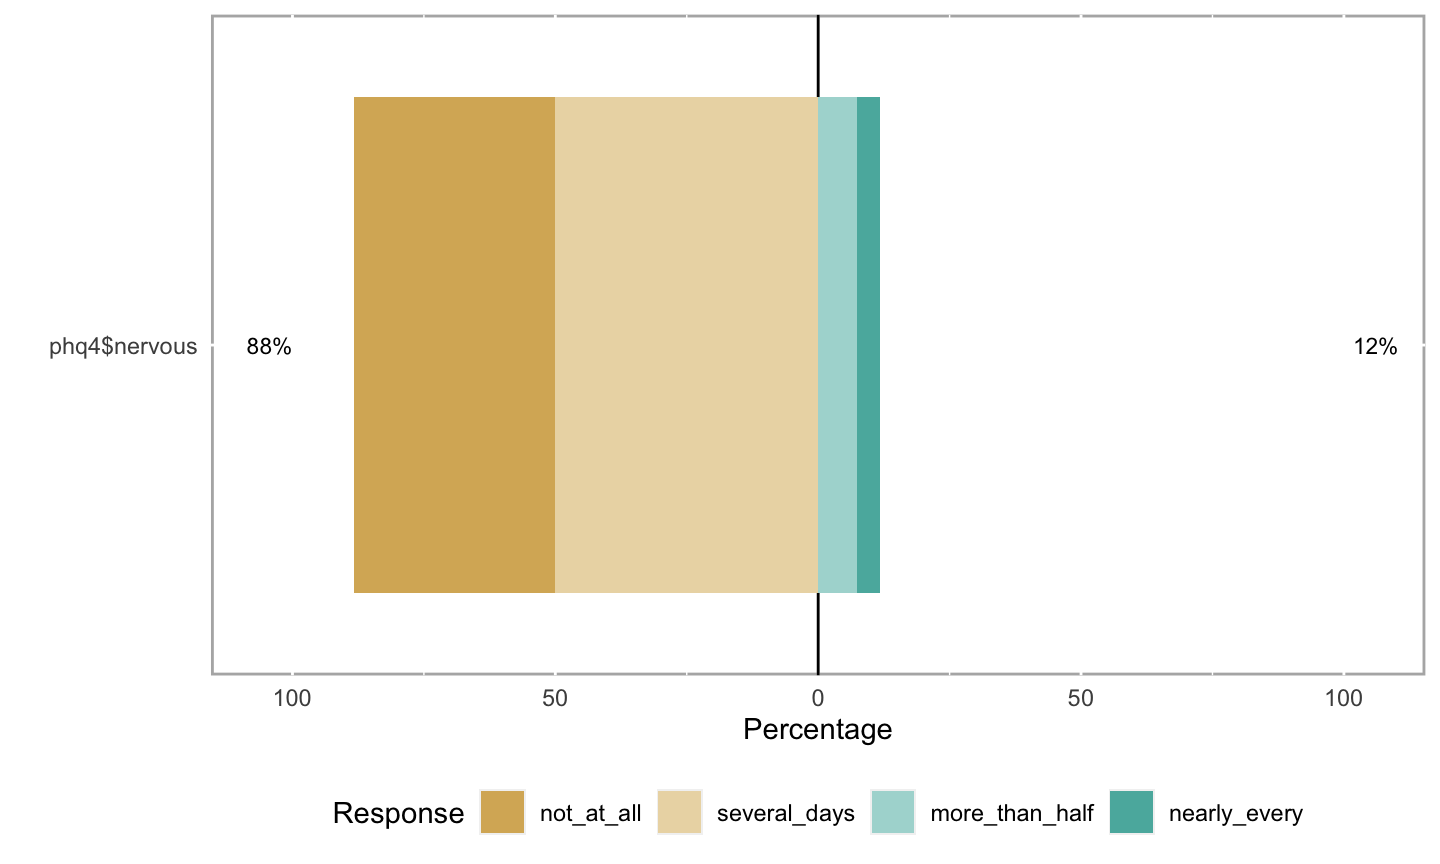 phq4$nervous 88% 12%
100 50 0 50 100
Percentage
Response not_at_all several_days more_than_half nearly_every